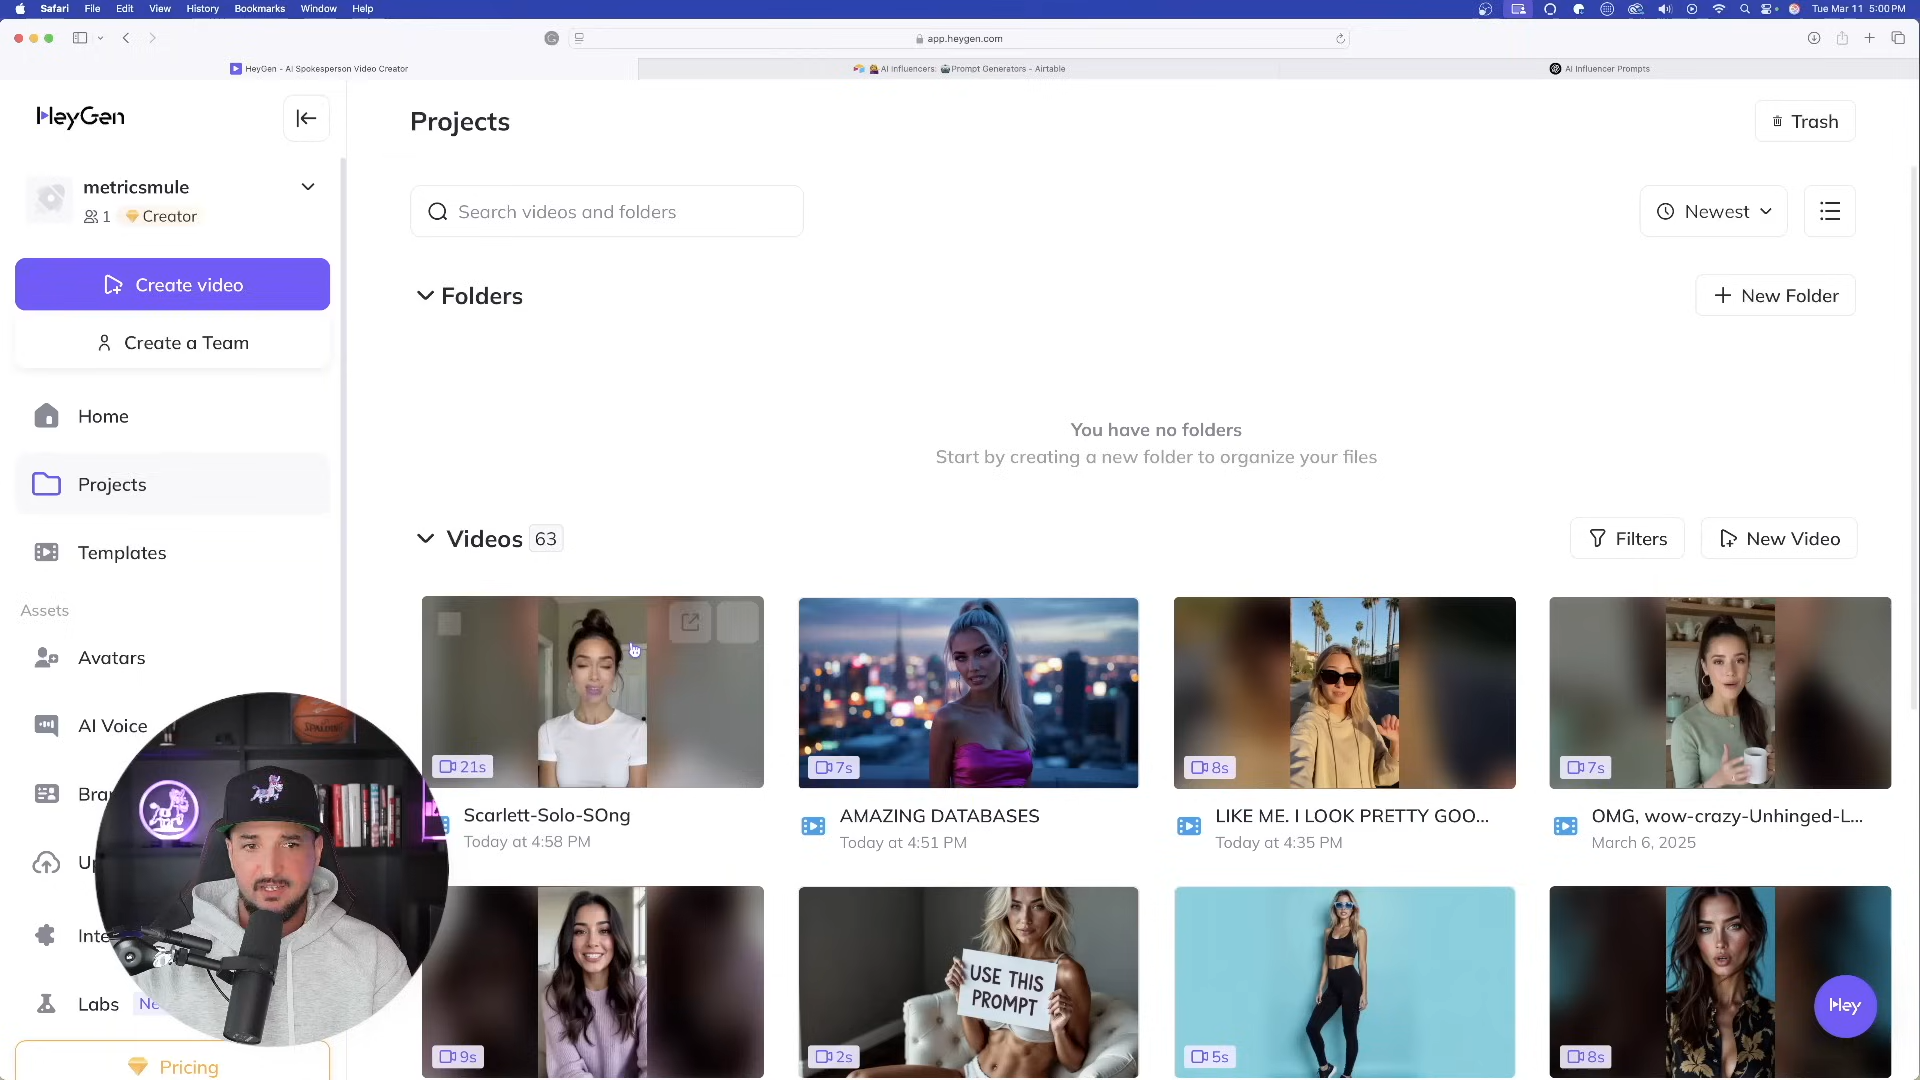 Safari File Edit View History Bookmarks Window Help
Tue Mar 11 5:00 PM
app.heygen.com
HeyGen - AI Spokesperson Video Creator
AI Influencers: Prompt Generators - Airtable
AI Influencer Prompts
HeyGen
Projects
Trash
metricsmule
1 Creator
Search videos and folders
Newest
Create video
Folders
New Folder
Create a Team
Home
You have no folders
Start by creating a new folder to organize your files
Projects
Videos 63
Filters
New Video
Templates
Assets
Avatars
AI Voice
SPALDING
21s
7s
8s
7s
Bra
Scarlett-Solo-SOng
AMAZING DATABASES
LIKE ME. I LOOK PRETTY GOO...
OMG, wow-crazy-Unhinged-L...
Today at 4:58 PM
Today at 4:51 PM
Today at 4:35 PM
March 6, 2025
Up
Inte
USE THIS
PROMPT
Labs Ne
Hey
9s
2s
5s
8s
Pricing